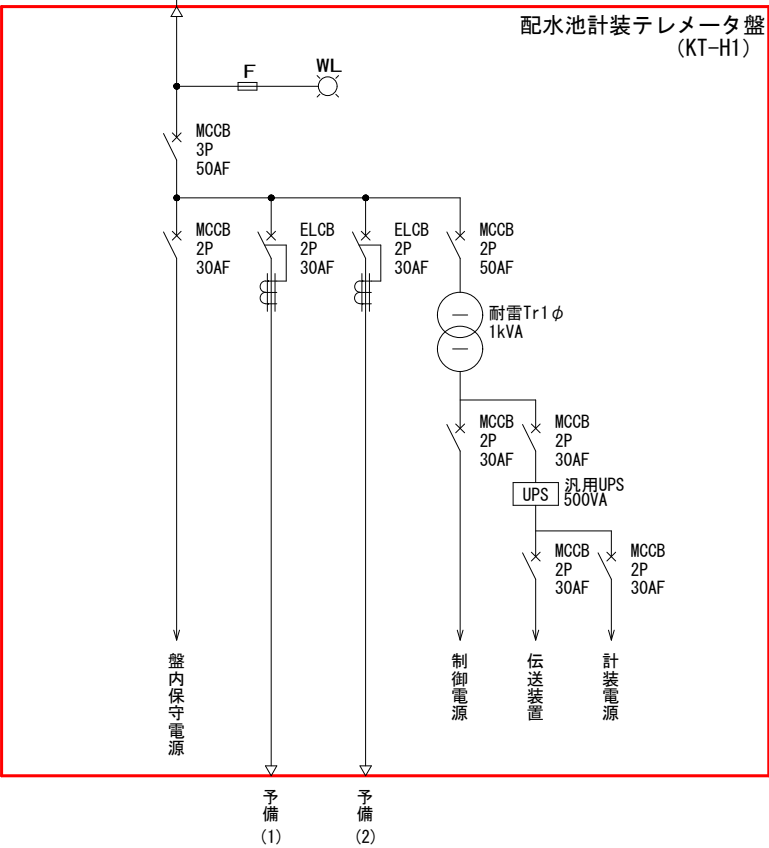 配水池計装テレメータ盤
(KT-H1)
F
WL
MCCB
3P
50AF
MCCB
2P
30AF
ELCB
2P
30AF
ELCB
2P
30AF
MCCB
2P
50AF
耐雷Tr1φ
1kVA
MCCB
2P
30AF
MCCB
2P
30AF
UPS
汎用UPS
500VA
MCCB
2P
30AF
MCCB
2P
30AF
盤内保守電源
制御電源
伝送装置
計装電源
予備
(1)
予備
(2)